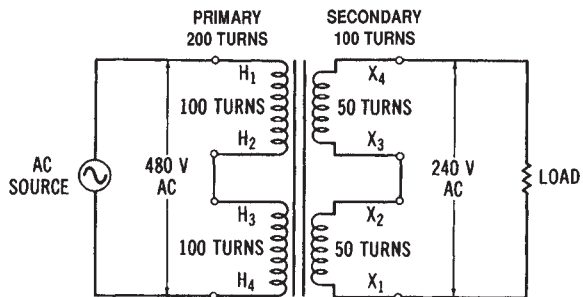 PRIMARY
200 TURNS
SECONDARY
100 TURNS
H1
X4
100 TURNS
50 TURNS
H2
X3
AC
SOURCE
480 V
AC
240 V
AC
LOAD
H3
X2
100 TURNS
50 TURNS
H4
X1